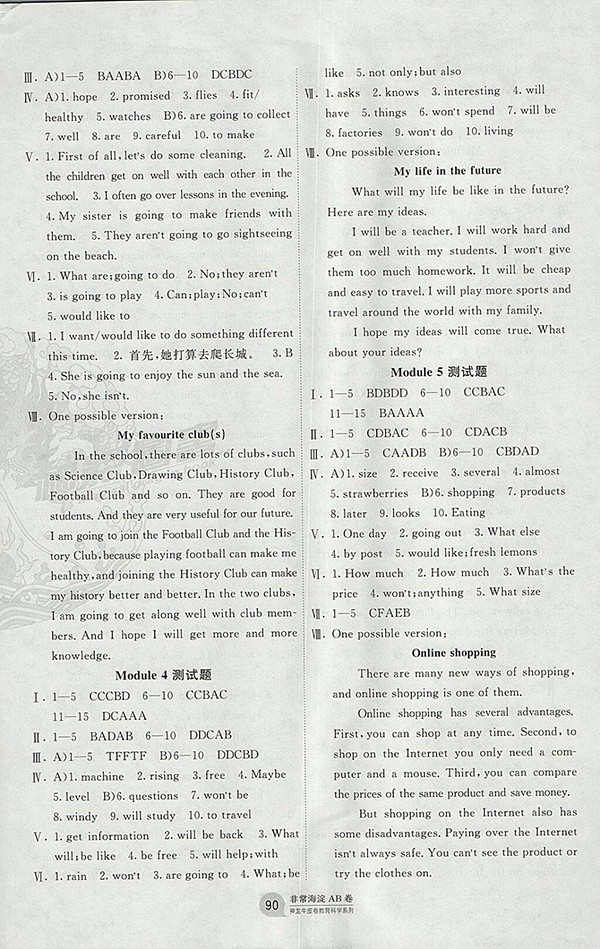 Ⅲ. A)1—5 BAABA B)6—10 DCBDC
Ⅳ. A)1. hope 2. promised 3. flies 4. fit/
healthy 5. watches B)6. are going to collect
7. well 8. are 9. careful 10. to make
Ⅴ. 1. First of all, let's do some cleaning. 2. All
the children get on well with each other in the
school. 3. I often go over lessons in the evening.
4. My sister is going to make friends with
them. 5. They aren't going to go sightseeing
on the beach.
Ⅵ. 1. What are;going to do 2. No;they aren't
3. is going to play 4. Can;play;No;can't
5. would like to
Ⅶ. 1. I want/would like to do something different
this time. 2. 首先,她打算去爬长城。 3. B
4. She is going to enjoy the sun and the sea.
5. No,she isn't.
Ⅷ. One possible version:
My favourite club(s)
In the school,there are lots of clubs,such
as Science Club,Drawing Club,History Club,
Football Club and so on. They are good for
students. And they are very useful for our future.
I am going to join the Football Club and the His-
tory Club,because playing football can make me
healthy,and joining the History Club can make
my history better and better. In the two clubs,
I am going to get along well with club mem-
bers. And I hope I will get more and more
knowledge.
Module 4 测试题
Ⅰ. 1—5 CCCBD 6—10 CCBAC
11—15 DCAAA
Ⅱ. 1—5 BADAB 6—10 DDCAB
Ⅲ. A)1—5 TFFTF B)6—10 DDCBD
Ⅳ. A)1. machine 2. rising 3. free 4. Maybe
5. level B)6. questions 7. won't be
8. windy 9. will study 10. to travel
Ⅴ. 1. get information 2. will be back 3. What
will;be like 4. be free 5. will help;with
Ⅵ. 1. rain 2. won't 3. are going to 4. What;be
like 5. not only;but also
Ⅶ. 1. asks 2. knows 3. interesting 4. will
have 5. things 6. won't spend 7. will be
8. factories 9. won't do 10. living
Ⅷ. One possible version:
My life in the future
What will my life be like in the future?
Here are my ideas.
I will be a teacher. I will work hard and
get on well with my students. I won't give
them too much homework. It will be cheap
and easy to travel. I will play more sports and
travel around the world with my family.
I hope my ideas will come true. What
about your ideas?
Module 5 测试题
Ⅰ. 1—5 BDBDD 6—10 CCBAC
11—15 BAAAA
Ⅱ. 1—5 CDBAC 6—10 CDACB
Ⅲ. A)1—5 CAADB B)6—10 CBDAD
Ⅳ. A)1. size 2. receive 3. several 4. almost
5. strawberries B)6. shopping 7. products
8. later 9. looks 10. Eating
Ⅴ. 1. One day 2. going out 3. What else
4. by post 5. would like;fresh lemons
Ⅵ. 1. How much 2. How much 3. What's the
price 4. won't;anything 5. What size
Ⅶ. 1—5 CFAEB
Ⅷ. One possible version:
Online shopping
There are many new ways of shopping,
and online shopping is one of them.
Online shopping has several advantages.
First,you can shop at any time. Second,to
shop on the Internet you only need a com-
puter and a mouse. Third,you can compare
the prices of the same product and save money.
But shopping on the Internet also has
some disadvantages. Paying over the Internet
isn't always safe. You can't see the product or
try the clothes on.
90
非常海淀 AB 卷
神龙牛皮卷教育科学系列